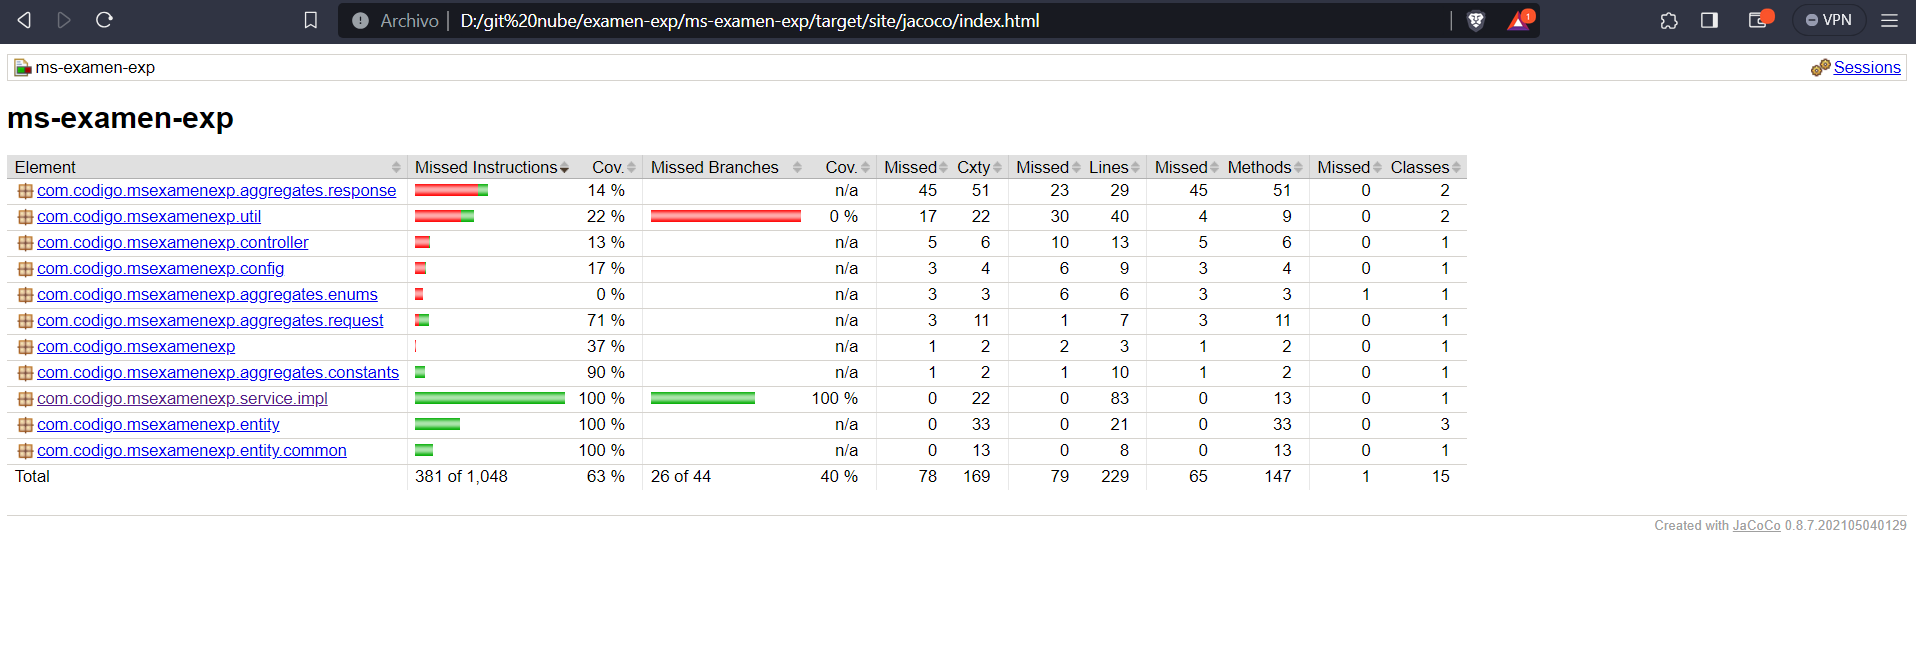 Archivo D:/git%20nube/examen-exp/ms-examen-exp/target/site/jacoco/index.html 1 VPN
ms-examen-exp Sessions
ms-examen-exp
Element Missed Instructions Cov. Missed Branches Cov. Missed Cxty Missed Lines Missed Methods Missed Classes
com.codigo.msexamenexp.aggregates.response 14 % n/a 45 51 23 29 45 51 0 2
com.codigo.msexamenexp.util 22 % 0 % 17 22 30 40 4 9 0 2
com.codigo.msexamenexp.controller 13 % n/a 5 6 10 13 5 6 0 1
com.codigo.msexamenexp.config 17 % n/a 3 4 6 9 3 4 0 1
com.codigo.msexamenexp.aggregates.enums 0 % n/a 3 3 6 6 3 3 1 1
com.codigo.msexamenexp.aggregates.request 71 % n/a 3 11 1 7 3 11 0 1
com.codigo.msexamenexp 37 % n/a 1 2 2 3 1 2 0 1
com.codigo.msexamenexp.aggregates.constants 90 % n/a 1 2 1 10 1 2 0 1
com.codigo.msexamenexp.service.impl 100 % 100 % 0 22 0 83 0 13 0 1
com.codigo.msexamenexp.entity 100 % n/a 0 33 0 21 0 33 0 3
com.codigo.msexamenexp.entity.common 100 % n/a 0 13 0 8 0 13 0 1
Total 381 of 1,048 63 % 26 of 44 40 % 78 169 79 229 65 147 1 15
Created with JaCoCo 0.8.7.202105040129